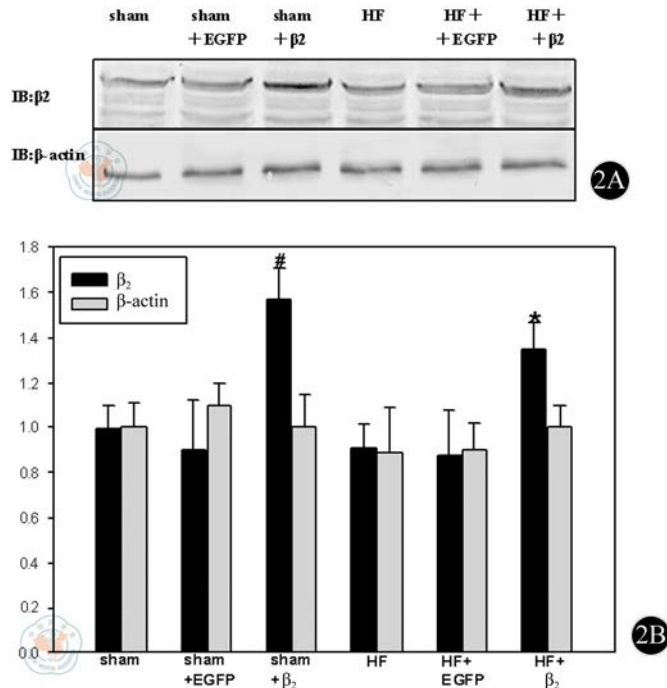 sham sham sham HF HF+ HF+
+EGFP +β2 +EGFP +β2
IB:β2
IB:β-actin
2A
1.8
#
β₂
β-actin
1.6
1.4
*
1.2
1.0
0.8
0.6
0.4
0.2
0.0
2B
sham sham sham HF HF+ HF+
+EGFP +β₂ EGFP β₂